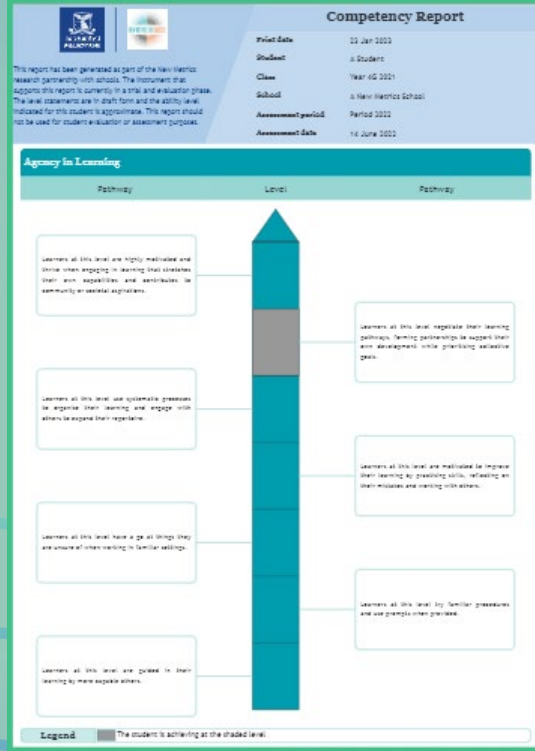 Competency Report
This report has been generated as part of the New Metrics
research partnership with schools. The instrument that
supports this report is currently in a trial and evaluation phase.
The level statements are in draft form and the ability level
indicated for this student is approximate. This report should
not be used for student evaluation or assessment purposes.
Print date 23 Jan 2023
Student A Student
Class Year 4G 2021
School A New Metrics School
Assessment period Period 2022
Assessment date 14 June 2022
Agency in Learning
Pathway Level Pathway
Learners at this level are highly motivated and
thrive when engaging in learning that stretches
their own capabilities and contributes to
community or societal aspirations.
Learners at this level negotiate their learning
pathways, forming partnerships to support their
own development while prioritising collective
goals.
Learners at this level use systematic processes
to organise their learning and engage with
others to expand their repertoire.
Learners at this level are motivated to improve
their learning by practising skills, reflecting on
their mistakes and working with others.
Learners at this level have a go at things they
are unsure of when working in familiar settings.
Learners at this level try familiar procedures
and use prompts when provided.
Learners at this level are guided in their
learning by more capable others.
Legend The student is achieving at the shaded level